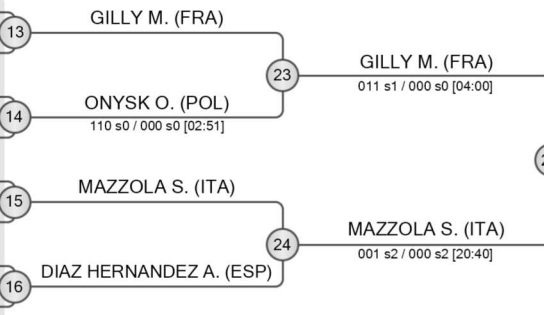 13
GILLY M. (FRA)
23
GILLY M. (FRA)
011 s1 / 000 s0 [04:00]
14
ONYSK O. (POL)
110 s0 / 000 s0 [02:51]
15
MAZZOLA S. (ITA)
24
MAZZOLA S. (ITA)
001 s2 / 000 s2 [20:40]
16
DIAZ HERNANDEZ A. (ESP)